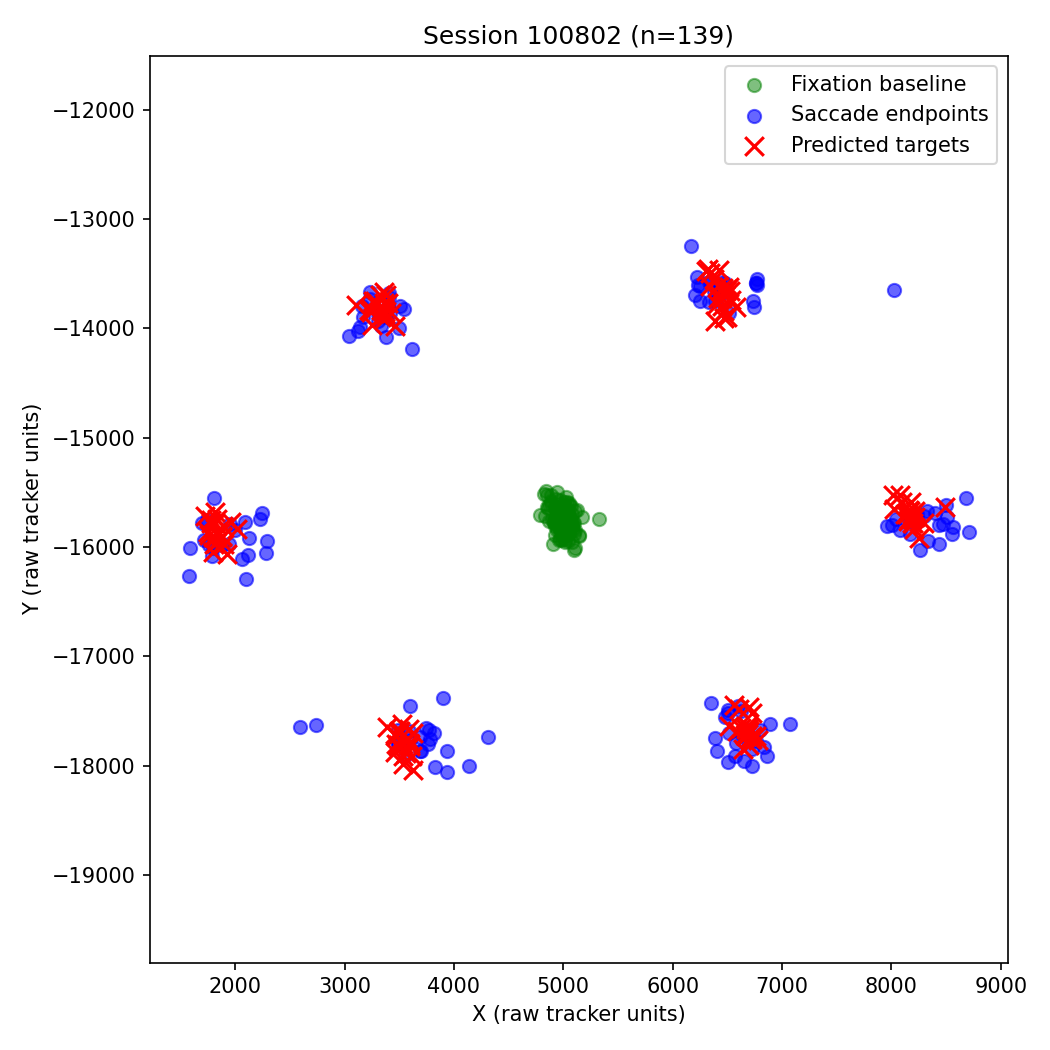 Session 100802 (n=139)
Fixation baseline
Saccade endpoints
Predicted targets
Y (raw tracker units)
−12000
−13000
−14000
−15000
−16000
−17000
−18000
−19000
2000 3000 4000 5000 6000 7000 8000 9000
X (raw tracker units)